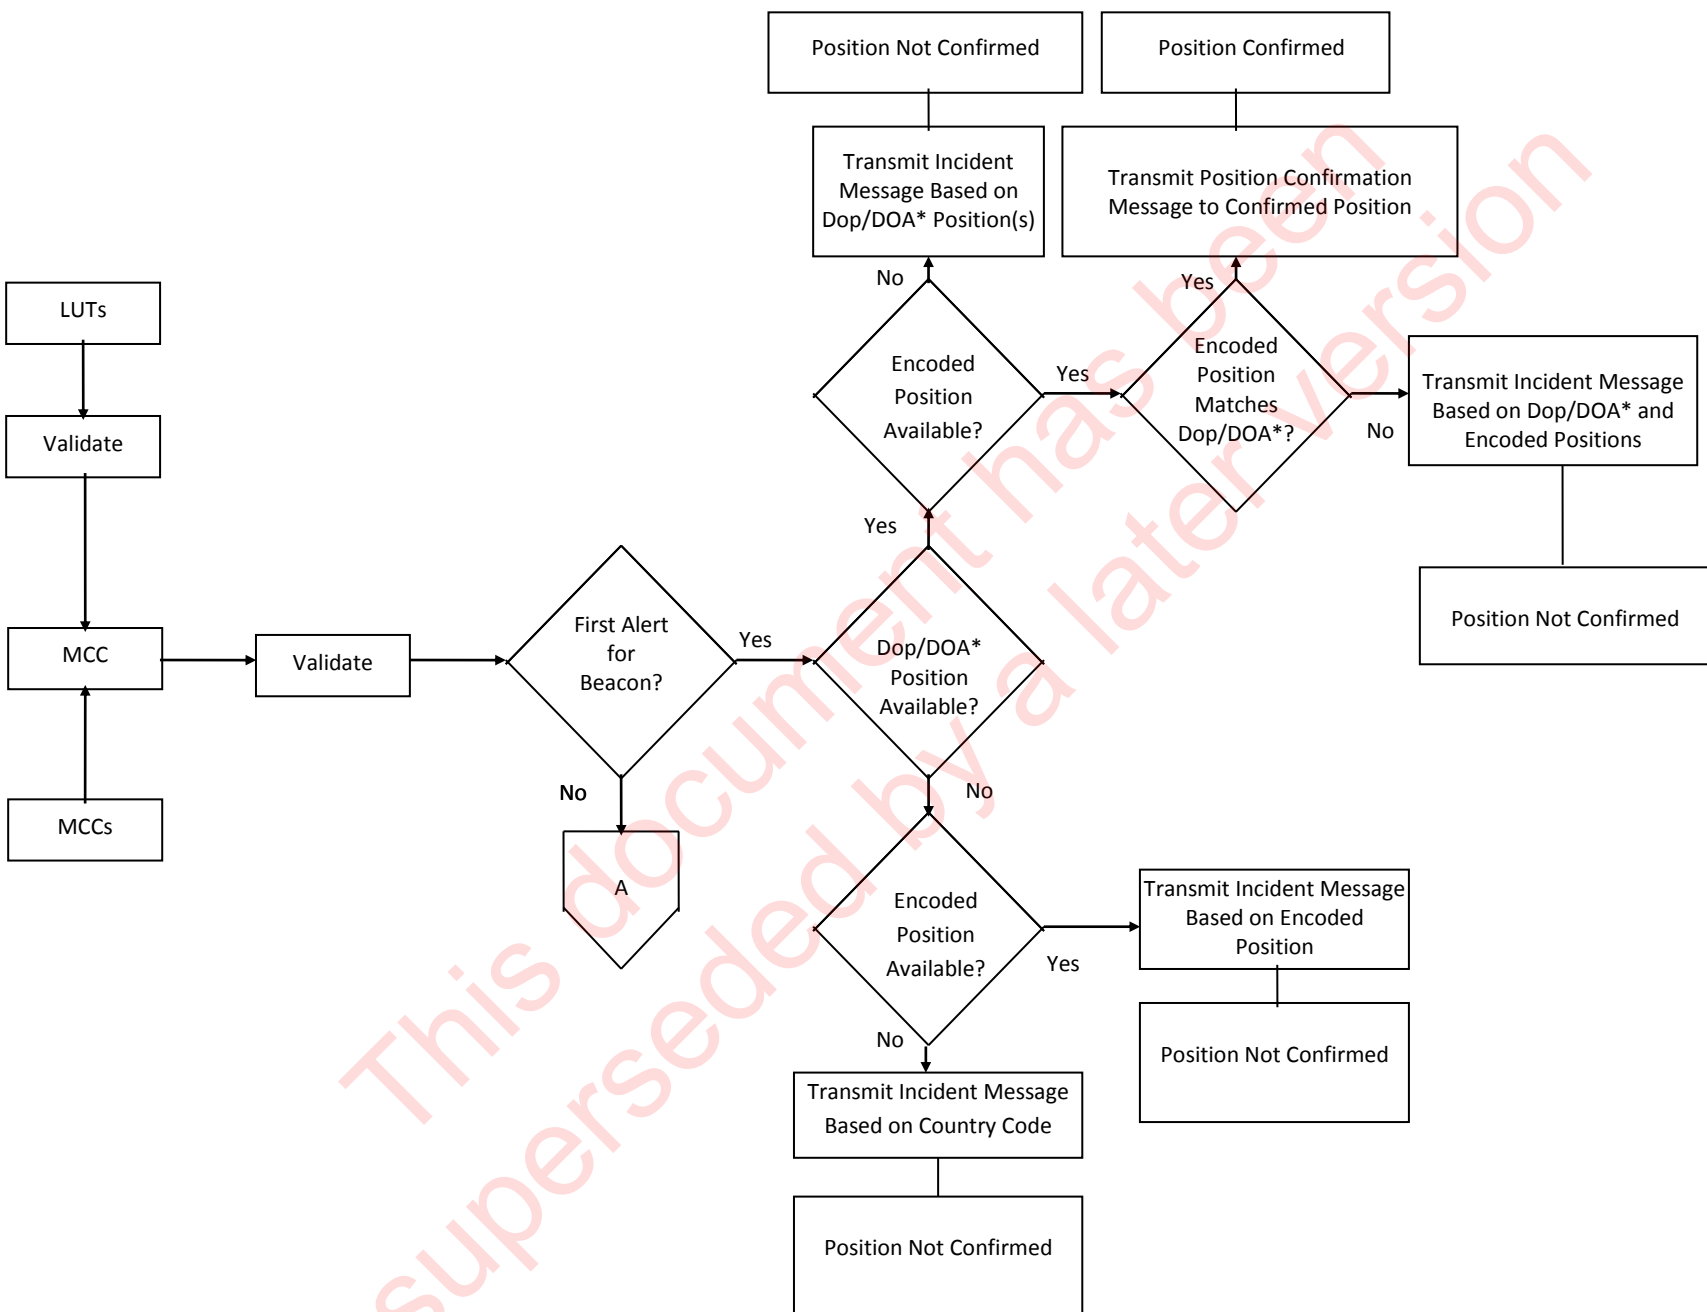 Position Not Confirmed
Position Confirmed
Transmit Incident
Message Based on
Dop/DOA* Position(s)
Transmit Position Confirmation
Message to Confirmed Position
No
Yes
LUTs
Encoded
Position
Available?
Yes
Encoded
Position
Matches
Dop/DOA*?
No
Transmit Incident Message
Based on Dop/DOA* and
Encoded Positions
Validate
Yes
Position Not Confirmed
MCC
Validate
First Alert
for
Beacon?
Yes
Dop/DOA*
Position
Available?
No
No
MCCs
A
Encoded
Position
Available?
Yes
Transmit Incident Message
Based on Encoded
Position
No
Position Not Confirmed
Transmit Incident Message
Based on Country Code
Position Not Confirmed
This document has been
superseded by a later version